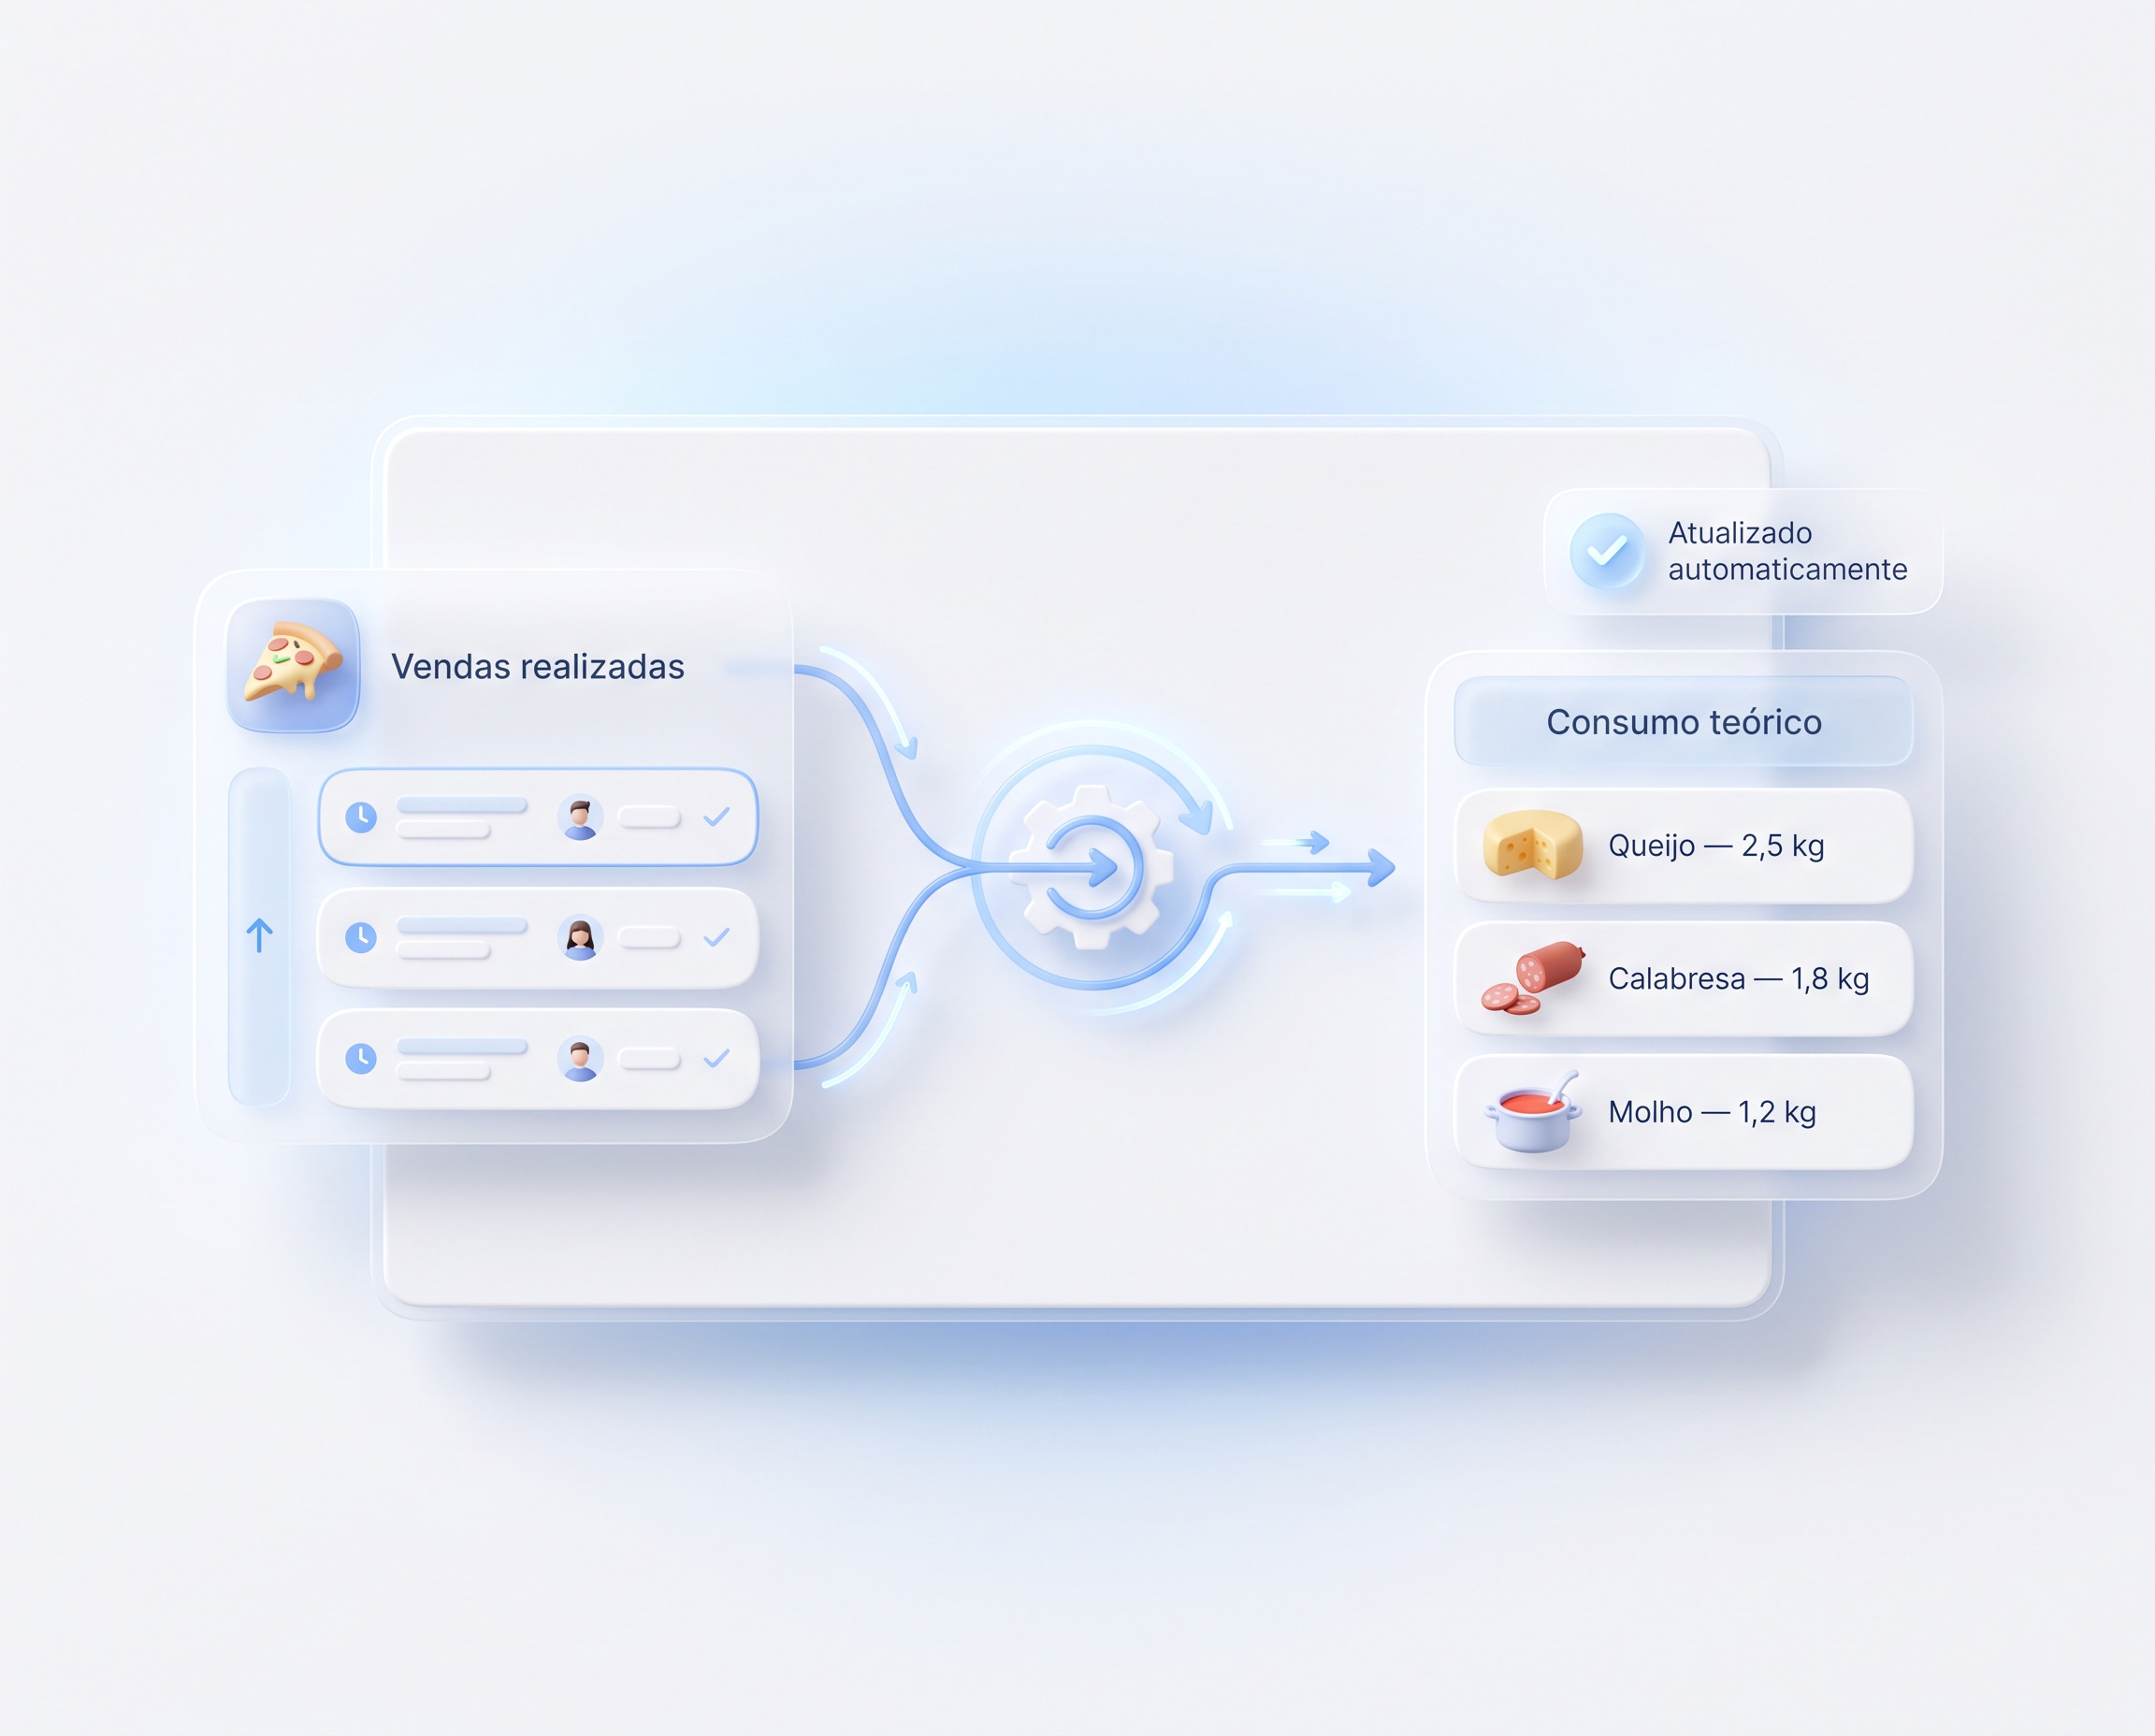 Vendas realizadas
Atualizado
automaticamente
Consumo teórico
Queijo — 2,5 kg
Calabresa — 1,8 kg
Molho — 1,2 kg